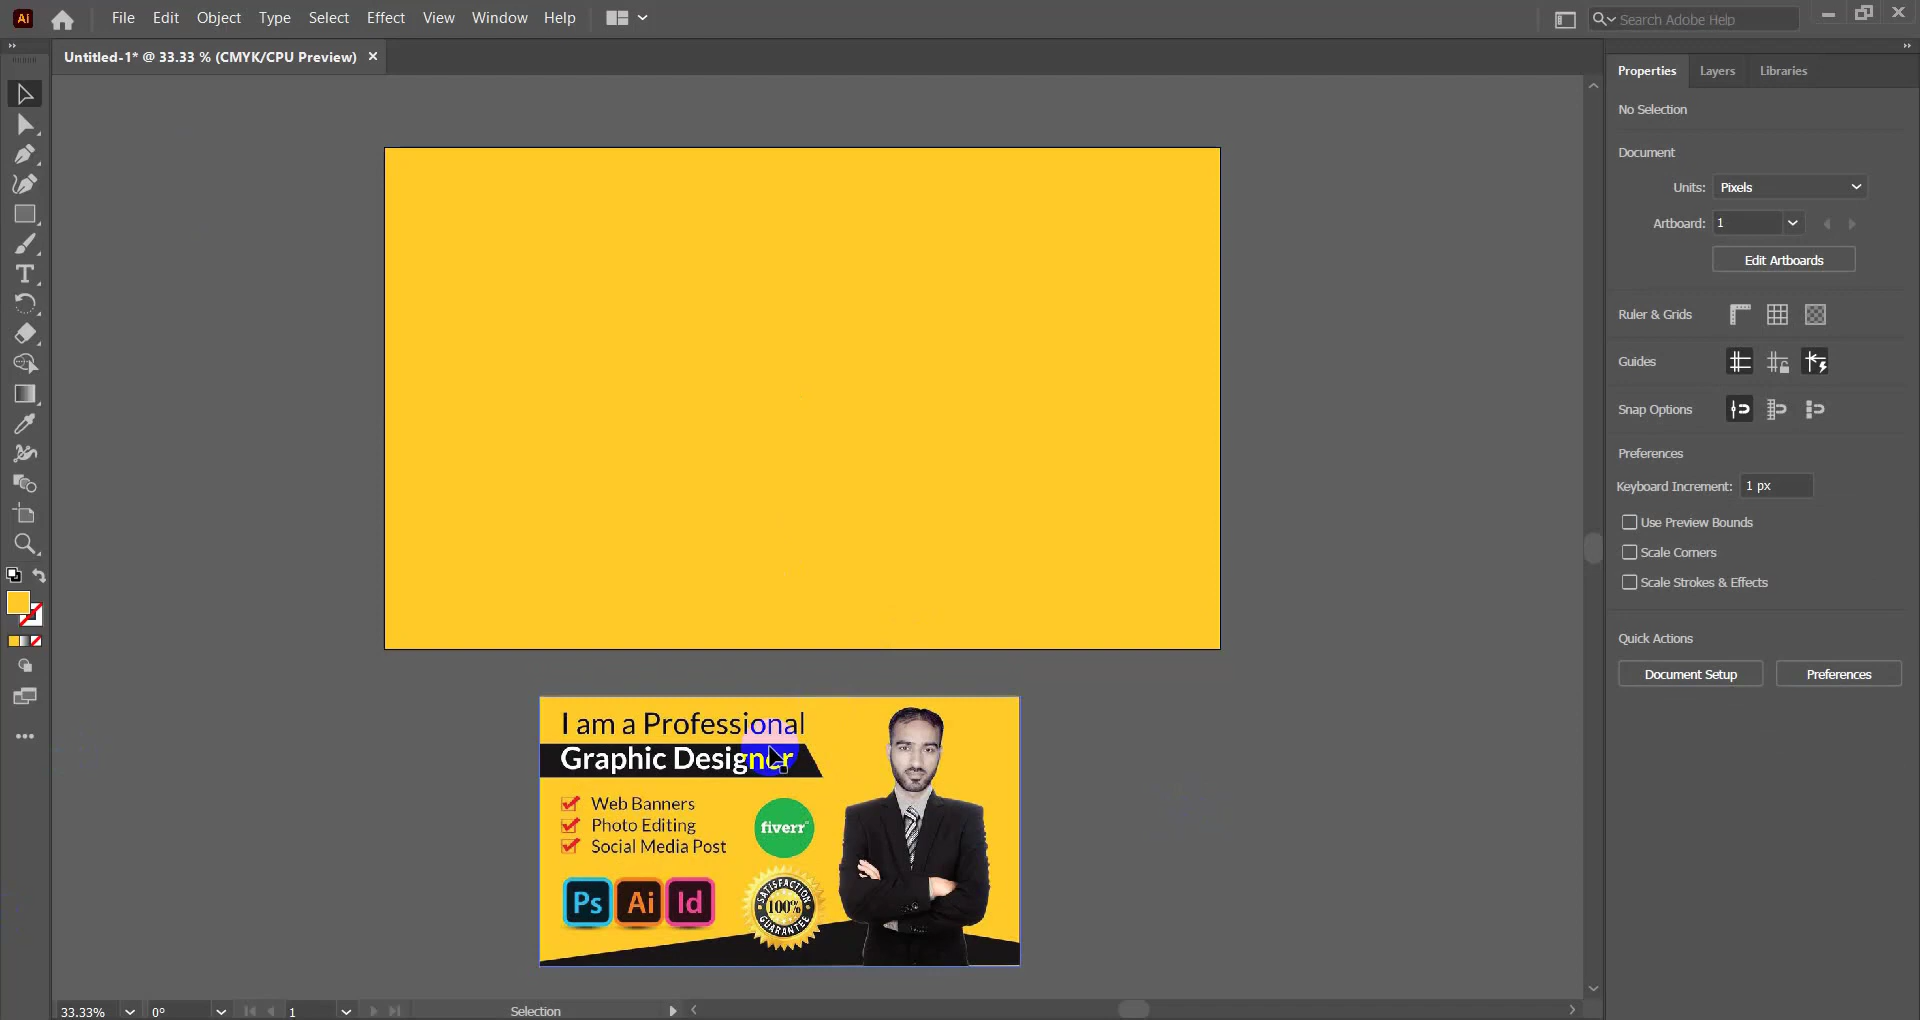 Ai File Edit Object Type Select Effect View Window Help Search Adobe Help
Untitled-1* @ 33.33 % (CMYK/CPU Preview) ×
Properties Layers Libraries
No Selection
Document
Units: Pixels
Artboard: 1
Edit Artboards
Ruler & Grids
Guides
Snap Options
Preferences
Keyboard Increment: 1 px
Use Preview Bounds
Scale Corners
Scale Strokes & Effects
Quick Actions
Document Setup Preferences
I am a Professional
Graphic Designer
Web Banners
Photo Editing
Social Media Post
fiverr
Ps Ai Id
SATISFACTION
100%
GUARANTEE
33.33% 0° 1 Selection